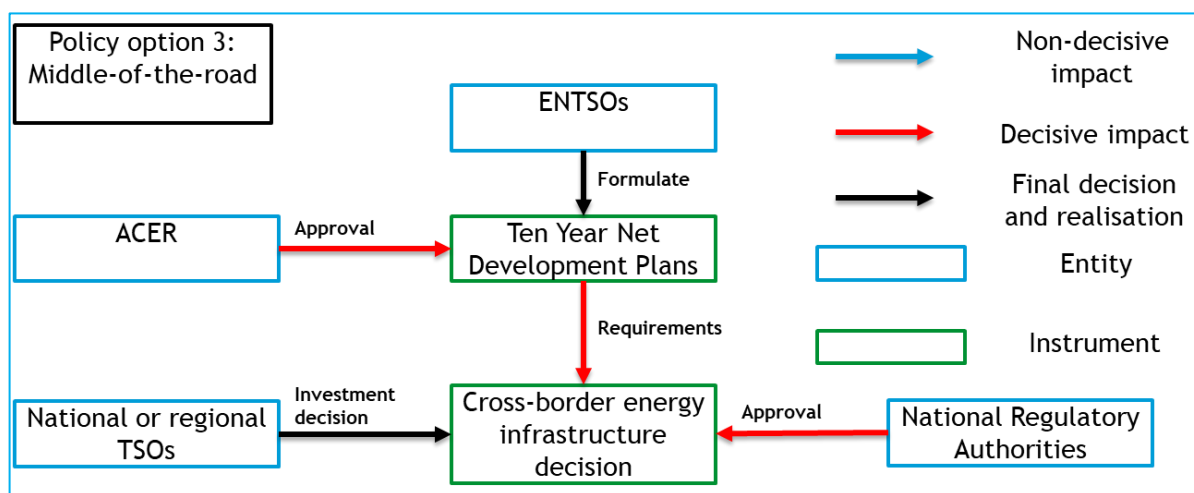 Policy option 3:
Middle-of-the-road
Non-decisive
impact
ENTSOs
Decisive impact
Formulate
Final decision
and realisation
ACER
Approval
Ten Year Net
Development Plans
Entity
Requirements
Instrument
National or regional
TSOs
Investment
decision
Cross-border energy
infrastructure
decision
Approval
National Regulatory
Authorities